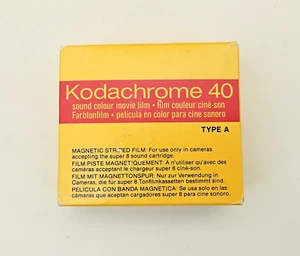 Kodachrome 40
sound colour movie film • film couleur ciné-son
Farbtonfilm • película en color para cine sonoro
TYPE A
MAGNETIC STRIPED FILM: For use only in cameras
accepting the super 8 sound cartridge.
FILM PISTE MAGNETIQUEMENT: A n'utiliser qu'avec des
caméras acceptant le chargeur super 8 ciné-son.
FILM MIT MAGNETTONSPUR: Nur zur Verwendung in
Cameras, die für super 8 Tonfilmkassetten bestimmt sind.
PELICULA CON BANDA MAGNETICA: Se usa solo en las
cámaras que aceptan cargadores super 8 para cine sonoro.